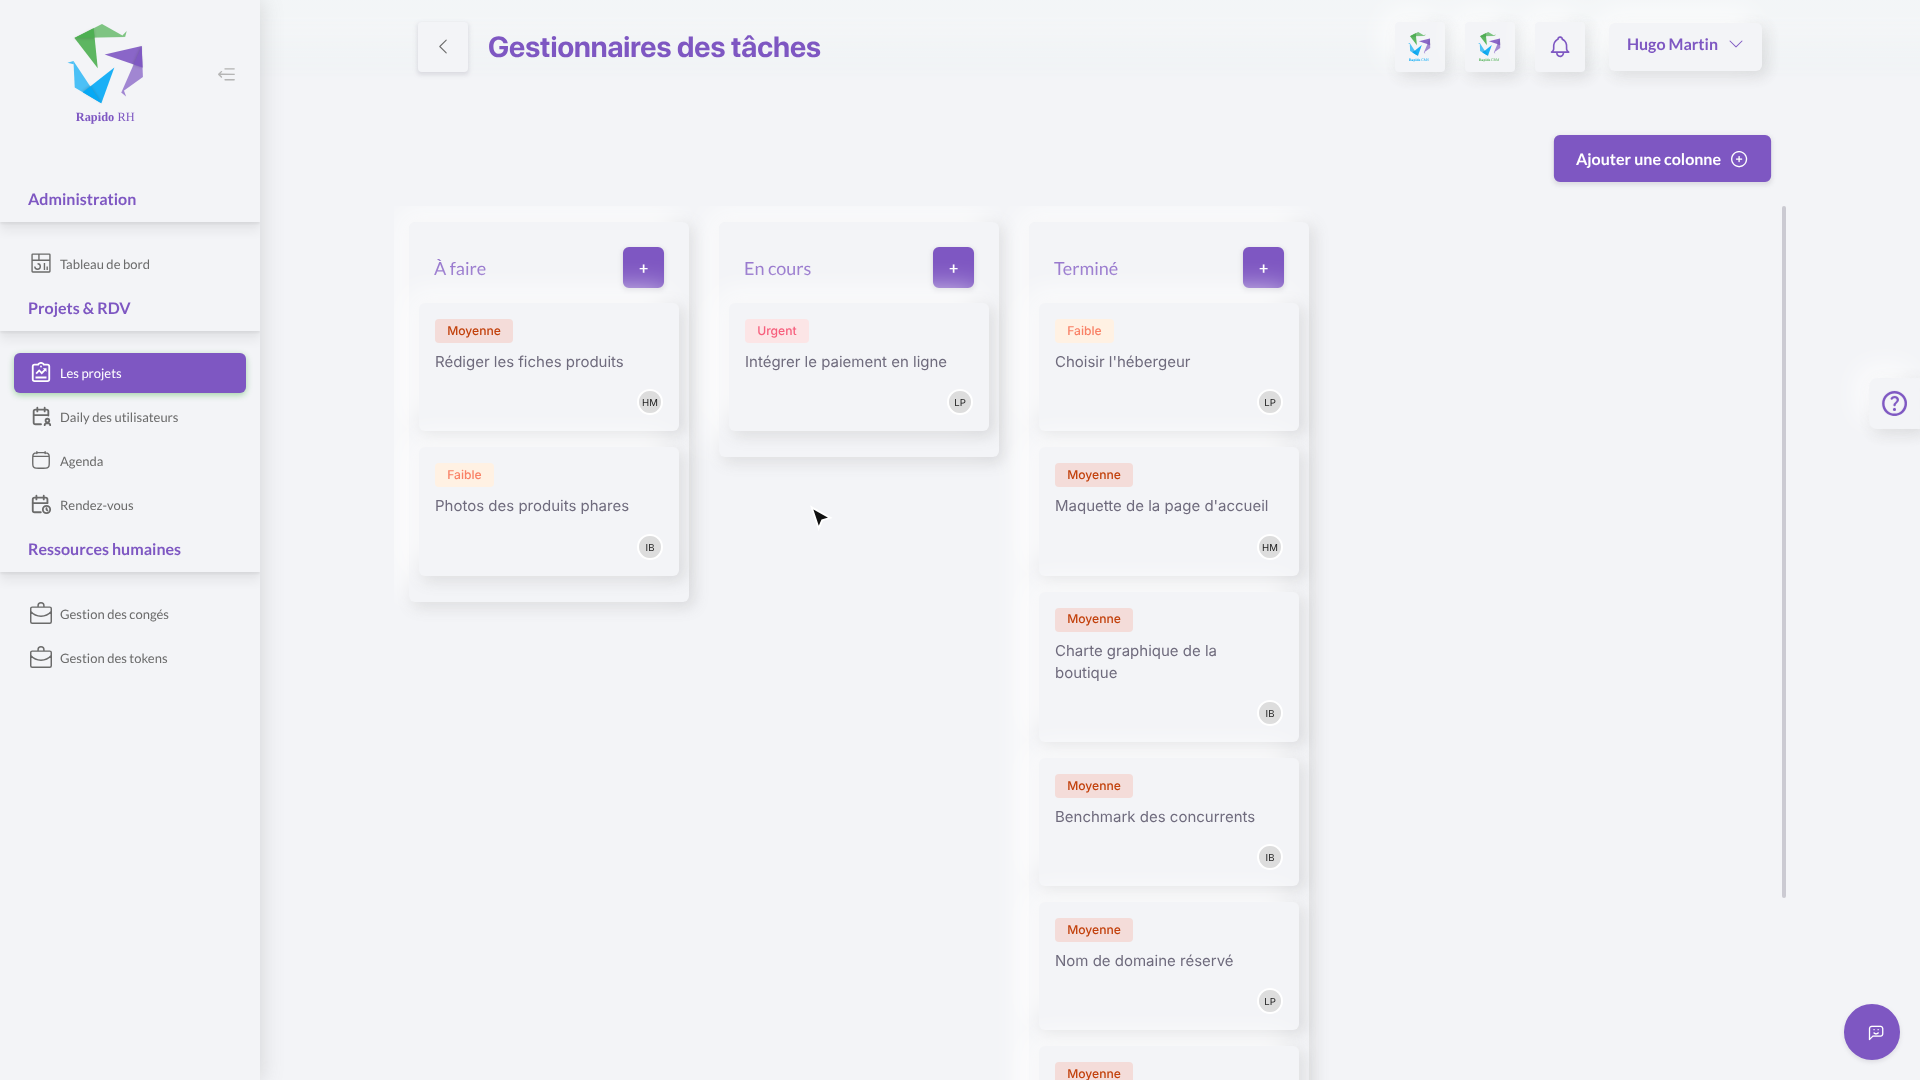 Rapido RH
Administration
Tableau de bord
Projets & RDV
Les projets
Daily des utilisateurs
Agenda
Rendez-vous
Ressources humaines
Gestion des congés
Gestion des tokens
Gestionnaires des tâches
Hugo Martin
Ajouter une colonne
À faire
+
Moyenne
Rédiger les fiches produits
HM
Faible
Photos des produits phares
IB
En cours
+
Urgent
Intégrer le paiement en ligne
LP
Terminé
+
Faible
Choisir l'hébergeur
LP
Moyenne
Maquette de la page d'accueil
HM
Moyenne
Charte graphique de la
boutique
IB
Moyenne
Benchmark des concurrents
IB
Moyenne
Nom de domaine réservé
LP
Moyenne